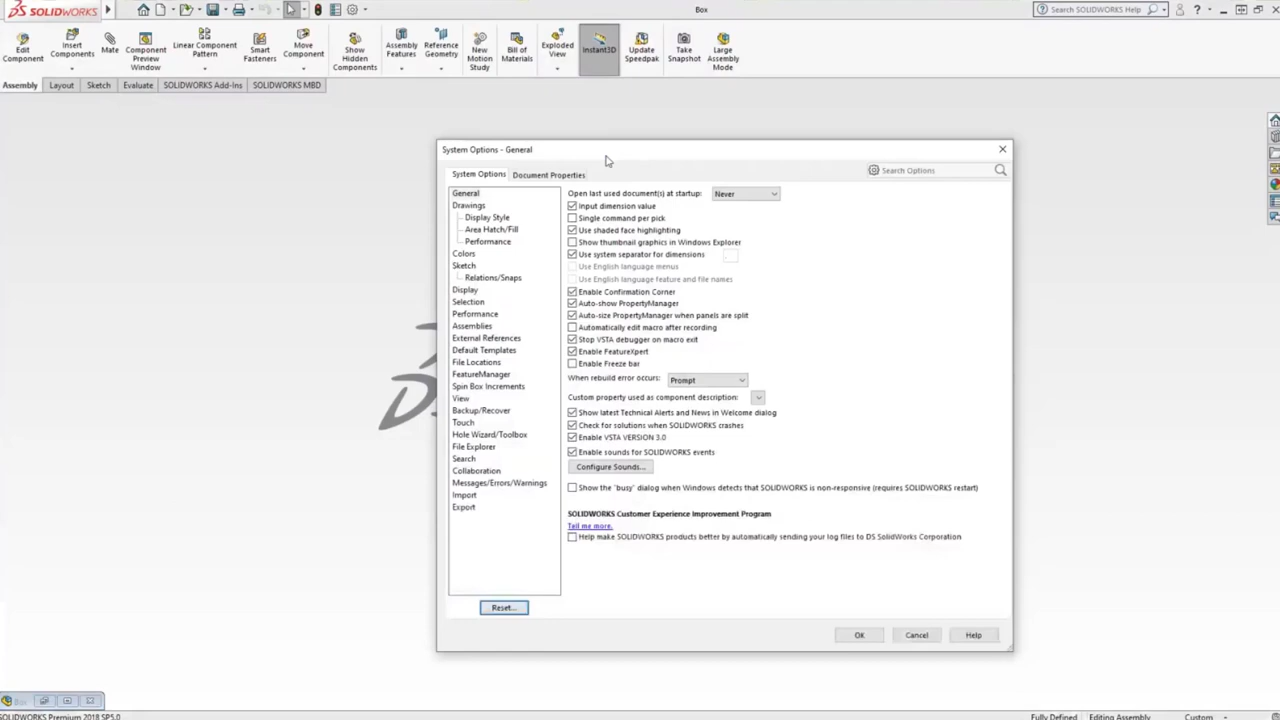 SOLIDWORKS
Box
Search SOLIDWORKS Help
Edit Component
Insert Components
Mate
Component Preview Window
Linear Component Pattern
Smart Fasteners
Move Component
Show Hidden Components
Assembly Features
Reference Geometry
New Motion Study
Bill of Materials
Exploded View
Instant3D
Update Speedpak
Take Snapshot
Large Assembly Mode
Assembly
Layout
Sketch
Evaluate
SOLIDWORKS Add-Ins
SOLIDWORKS MBD
System Options - General
System Options
Document Properties
Search Options
General
Drawings
Display Style
Area Hatch/Fill
Performance
Colors
Sketch
Relations/Snaps
Display
Selection
Performance
Assemblies
External References
Default Templates
File Locations
FeatureManager
Spin Box Increments
View
Backup/Recover
Touch
Hole Wizard/Toolbox
File Explorer
Search
Collaboration
Messages/Errors/Warnings
Import
Export
Reset...
Open last used document(s) at startup: Never
Input dimension value
Single command per pick
Use shaded face highlighting
Show thumbnail graphics in Windows Explorer
Use system separator for dimensions
Use English language menus
Use English language feature and file names
Enable Confirmation Corner
Auto-show PropertyManager
Auto-size PropertyManager when panels are split
Automatically edit macro after recording
Stop VSTA debugger on macro exit
Enable FeatureXpert
Enable Freeze bar
When rebuild error occurs: Prompt
Custom property used as component description:
Show latest Technical Alerts and News in Welcome dialog
Check for solutions when SOLIDWORKS crashes
Enable VSTA VERSION 3.0
Enable sounds for SOLIDWORKS events
Configure Sounds...
Show the "busy" dialog when Windows detects that SOLIDWORKS is non-responsive (requires SOLIDWORKS restart)
SOLIDWORKS Customer Experience Improvement Program
Tell me more.
Help make SOLIDWORKS products better by automatically sending your log files to DS SolidWorks Corporation
OK
Cancel
Help
Box
SOLIDWORKS Premium 2018 SP5.0
Fully Defined
Editing Assembly
Custom